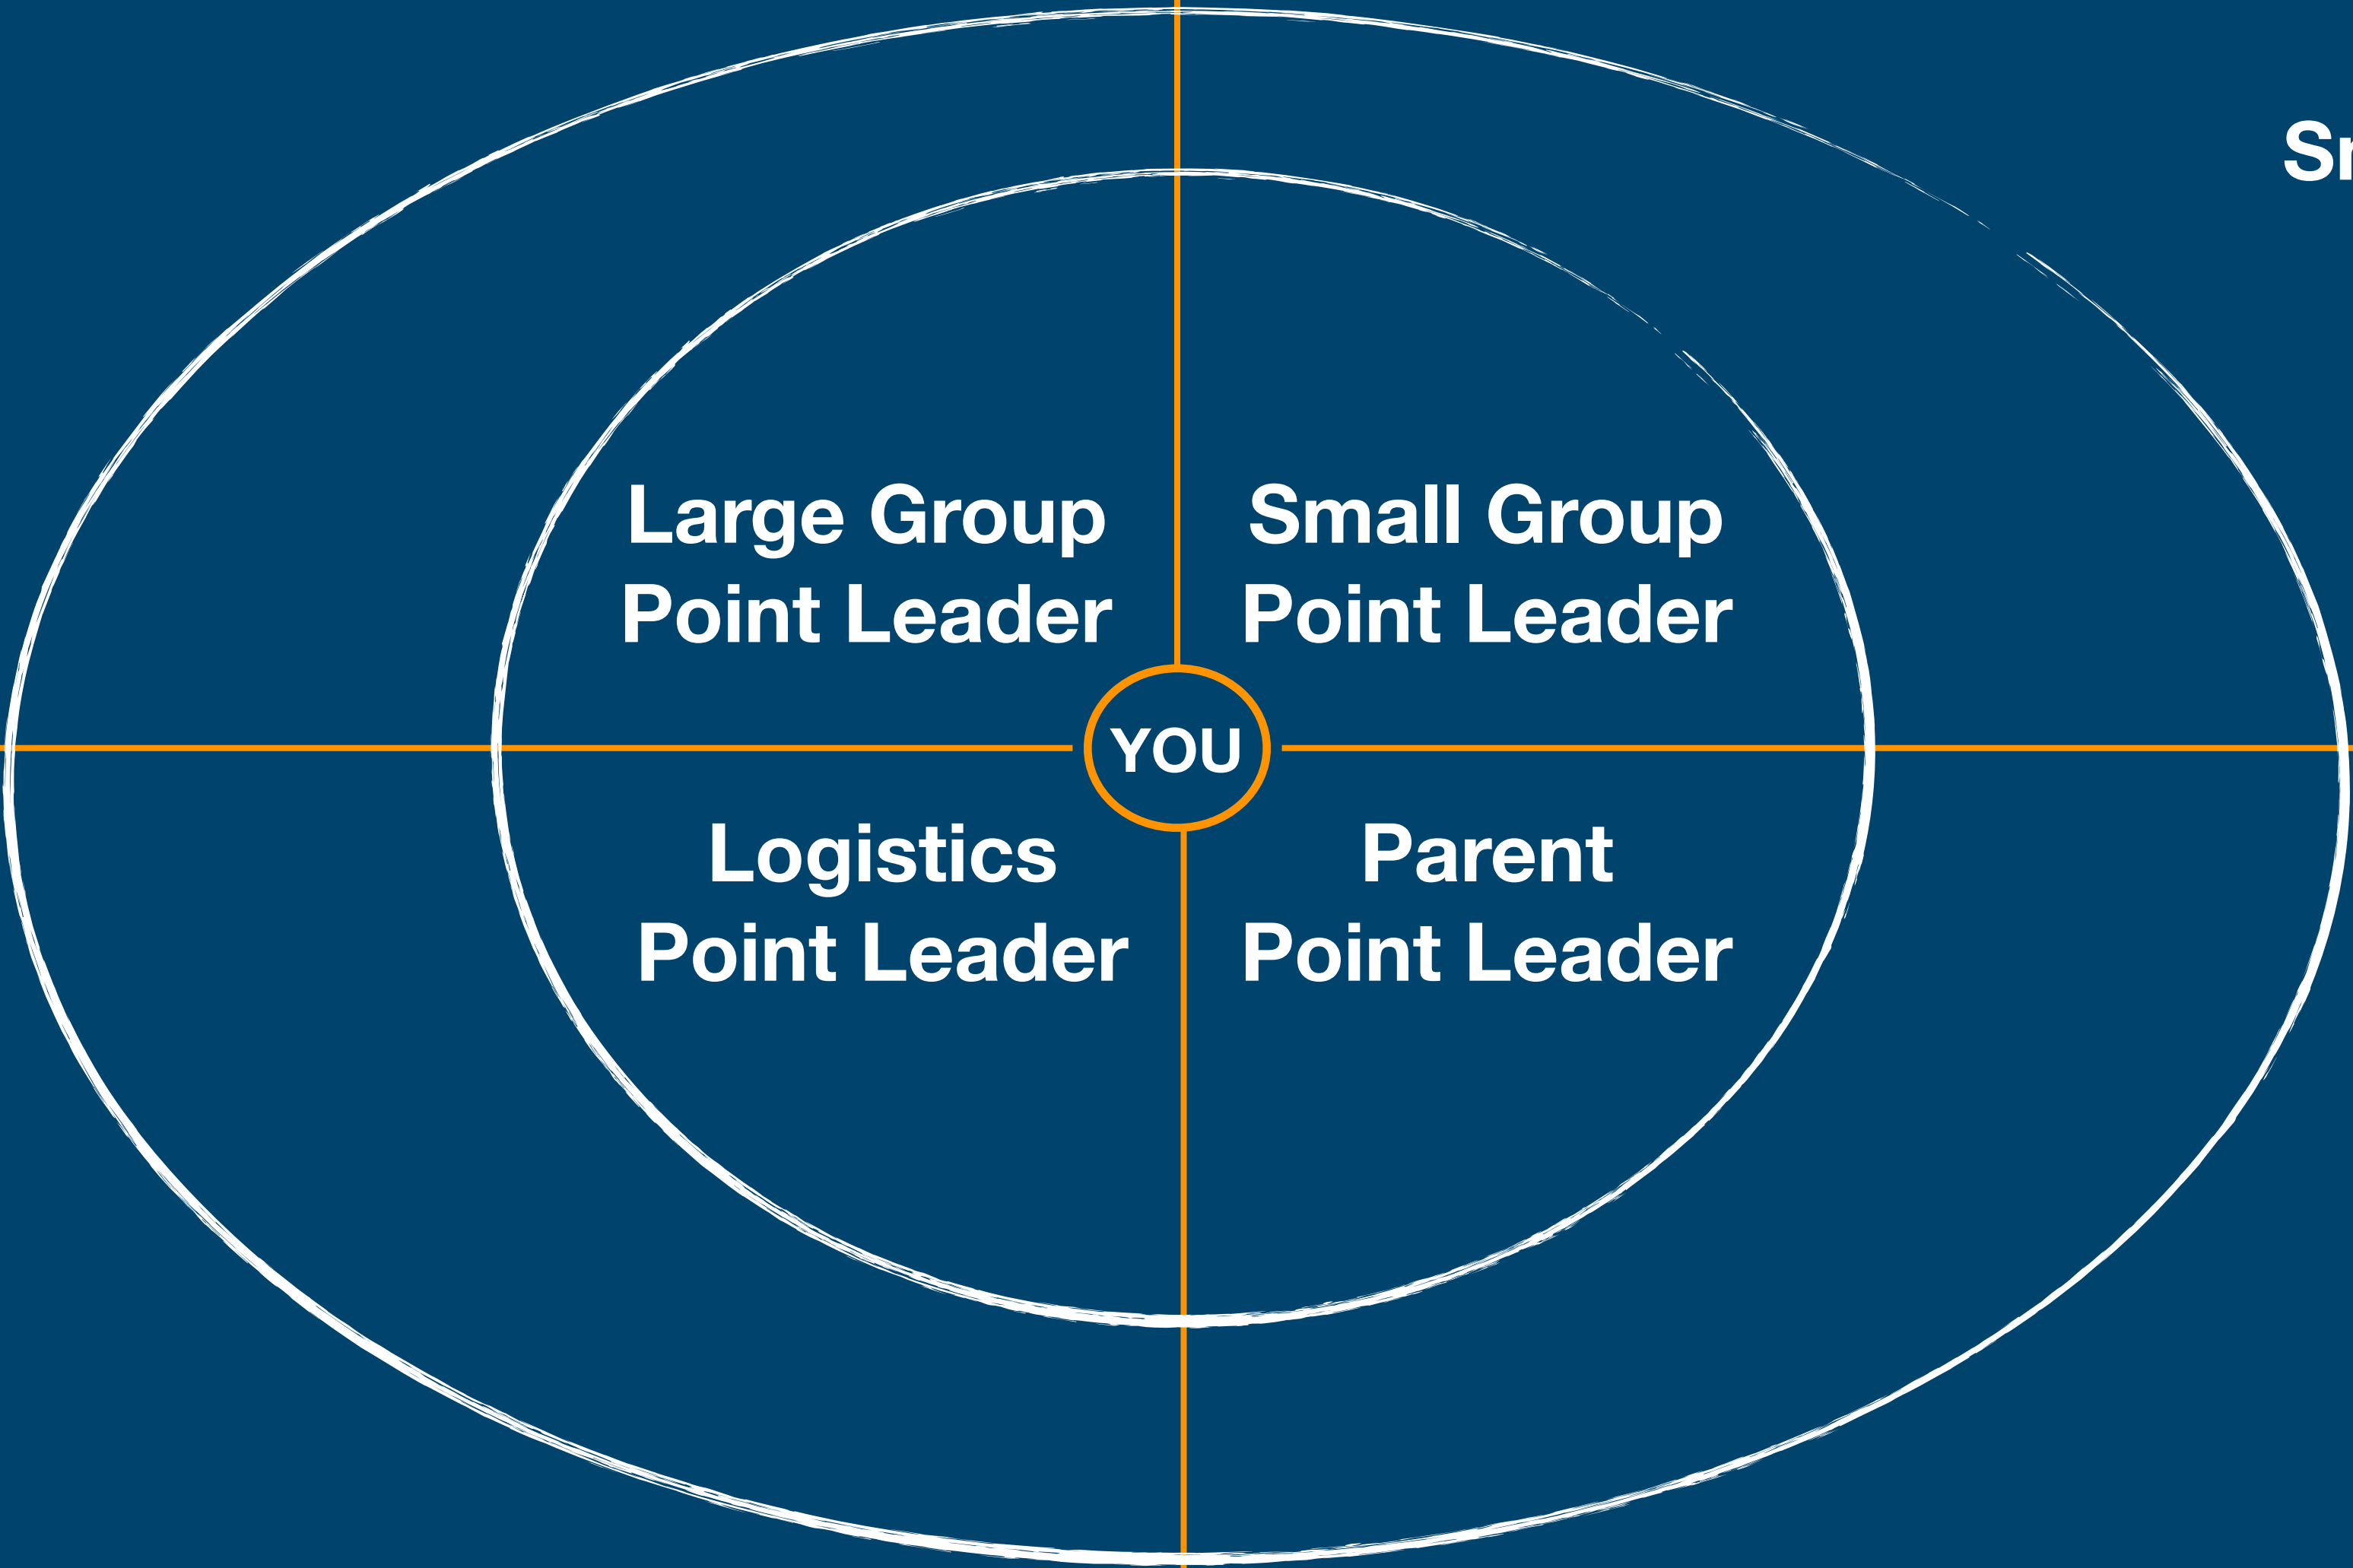 Large Group
Point Leader
Small Group
Point Leader
YOU
Logistics
Point Leader
Parent
Point Leader